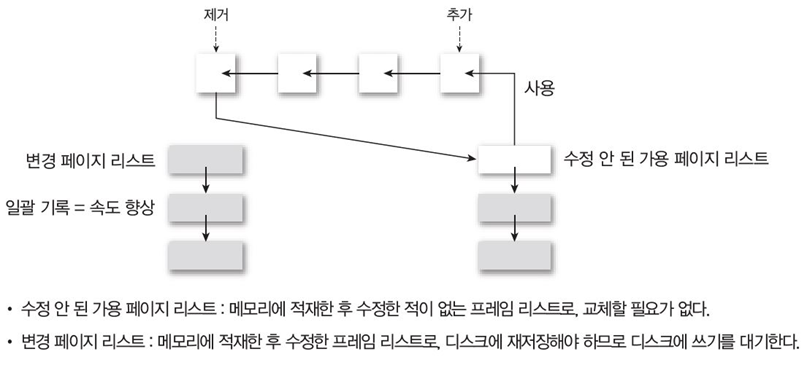 제거
추가
사용
변경 페이지 리스트
수정 안 된 가용 페이지 리스트
일괄 기록 = 속도 향상
• 수정 안 된 가용 페이지 리스트 : 메모리에 적재한 후 수정한 적이 없는 프레임 리스트로, 교체할 필요가 없다.
• 변경 페이지 리스트 : 메모리에 적재한 후 수정한 프레임 리스트로, 디스크에 재저장해야 하므로 디스크에 쓰기를 대기한다.